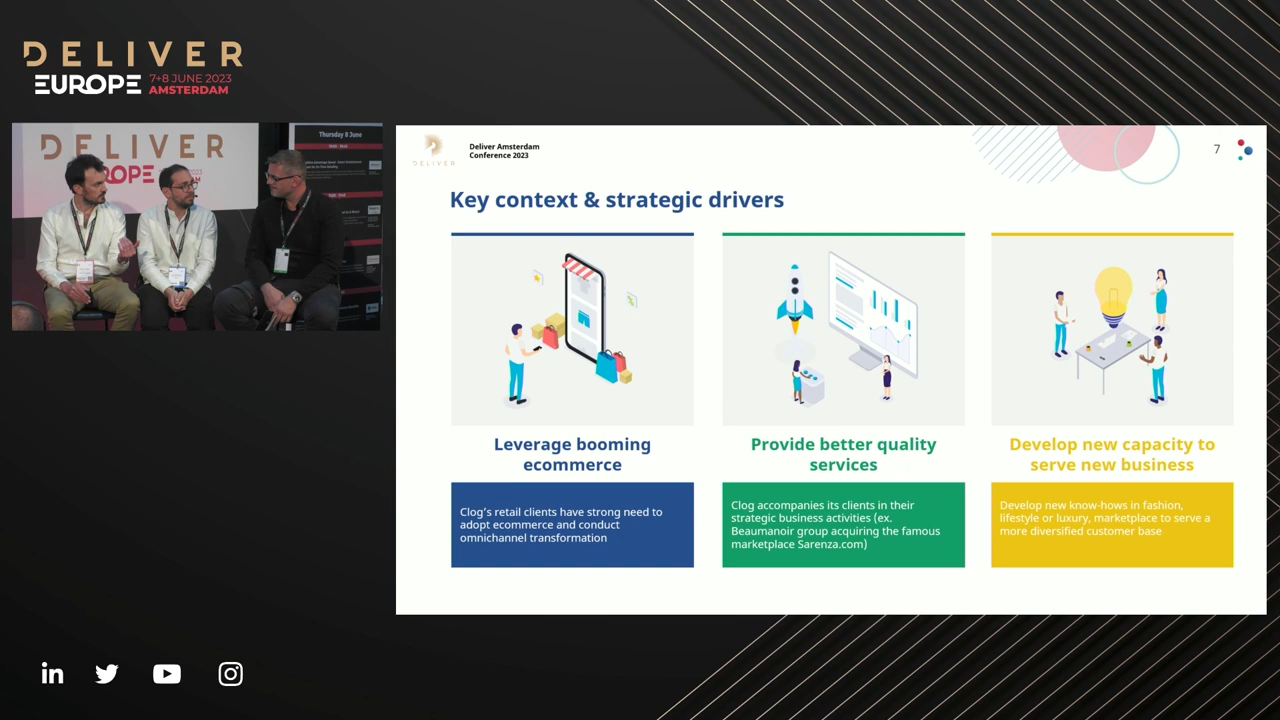 DELIVER
EUROPE 7+8 JUNE 2023
AMSTERDAM
DELIVER
Thursday 8 June
Deliver Amsterdam
Conference 2023
DELIVER
7
Key context & strategic drivers
Leverage booming
ecommerce
Clog's retail clients have strong need to
adopt ecommerce and conduct
omnichannel transformation
Provide better quality
services
Clog accompanies its clients in their
strategic business activities (ex.
Beaumanoir group acquiring the famous
marketplace Sarenza.com)
Develop new capacity to
serve new business
Develop new know-hows in fashion,
lifestyle or luxury, marketplace to serve a
more diversified customer base
in